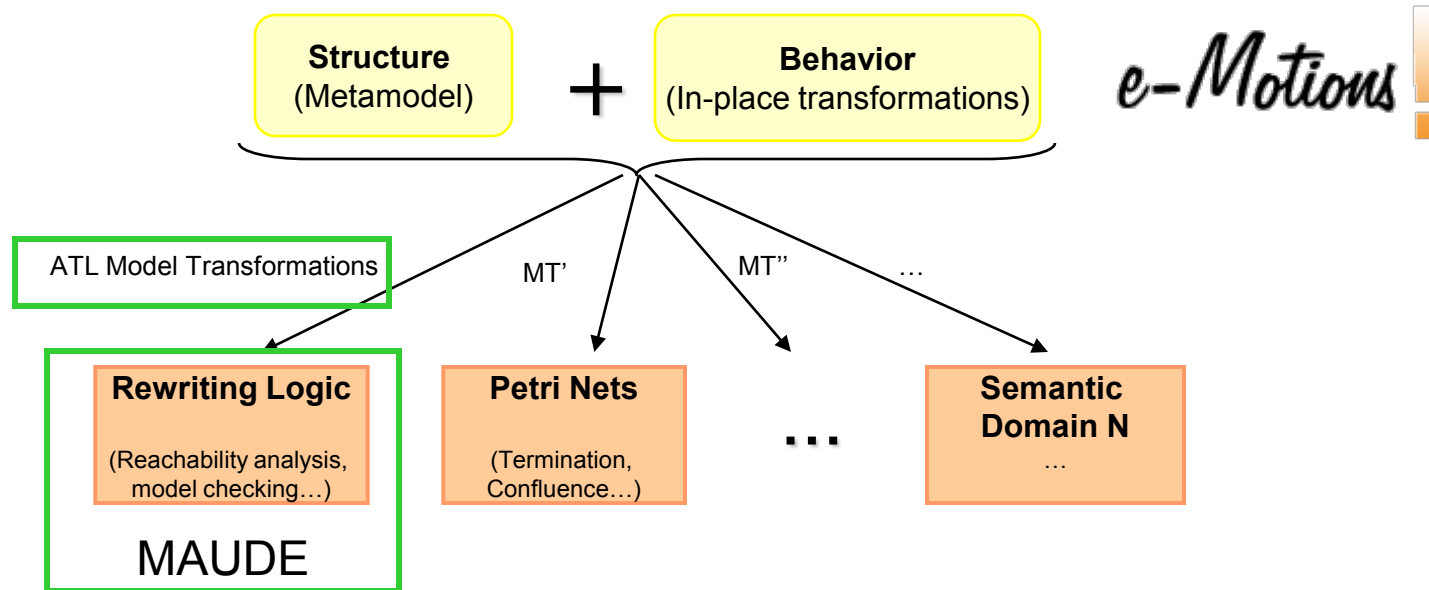 Structure
(Metamodel)
+
Behavior
(In-place transformations)
e-Motions
ATL Model Transformations
MT’
MT’’
…
Rewriting Logic
(Reachability analysis,
model checking…)
MAUDE
Petri Nets
(Termination,
Confluence…)
…
Semantic
Domain N
…